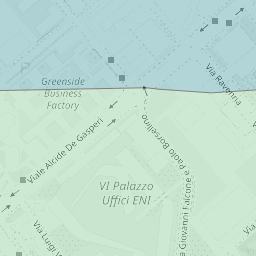 Greenside
Business
Factory
Via Ravenna
Viale Alcide De Gasperi
a Giovanni Falcone e Paolo Borsellino
VI Palazzo
Uffici ENI
Via Luigi
Via